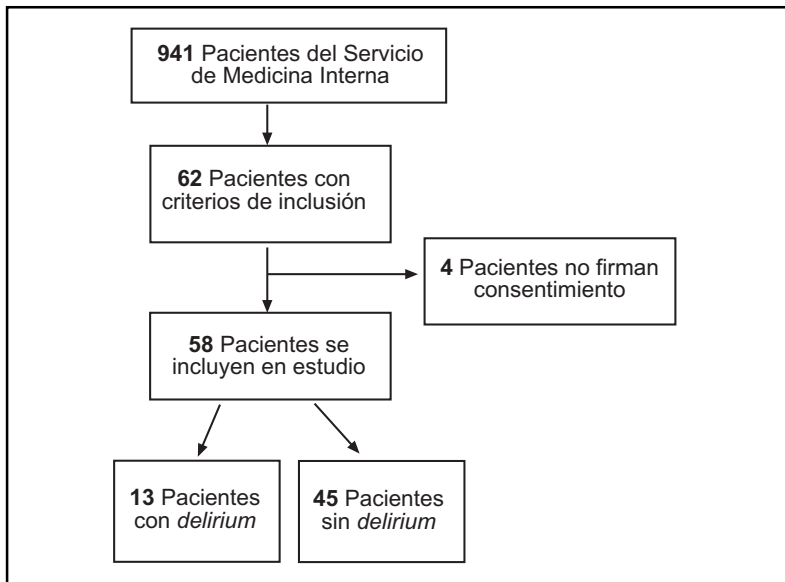 941 Pacientes del Servicio
de Medicina Interna
62 Pacientes con
criterios de inclusión
4 Pacientes no firman
consentimiento
58 Pacientes se
incluyen en estudio
13 Pacientes
con delirium
45 Pacientes
sin delirium